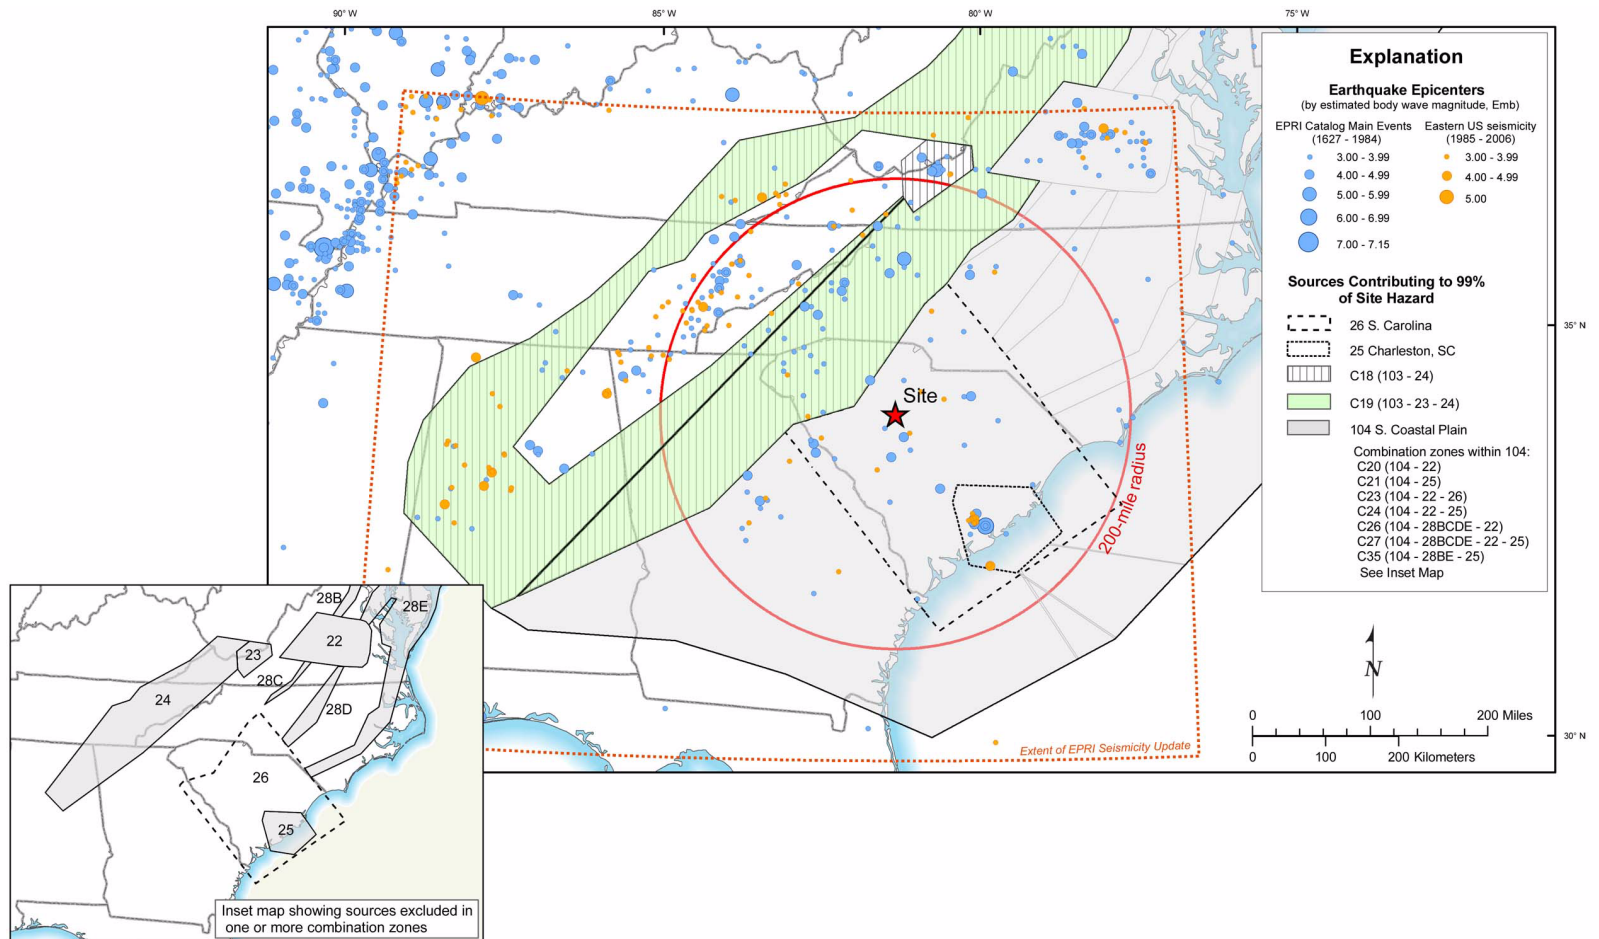 90° W
85° W
80° W
75° W
Explanation
Earthquake Epicenters
(by estimated body wave magnitude, Emb)
EPRI Catalog Main Events
(1627 - 1984)
Eastern US seismicity
(1985 - 2006)
3.00 - 3.99
3.00 - 3.99
4.00 - 4.99
4.00 - 4.99
5.00 - 5.99
5.00
6.00 - 6.99
7.00 - 7.15
Sources Contributing to 99%
of Site Hazard
26 S. Carolina
25 Charleston, SC
C18 (103 - 24)
C19 (103 - 23 - 24)
104 S. Coastal Plain
Combination zones within 104:
C20 (104 - 22)
C21 (104 - 25)
C23 (104 - 22 - 26)
C24 (104 - 22 - 25)
C26 (104 - 28BCDE - 22)
C27 (104 - 28BCDE - 22 - 25)
C35 (104 - 28BE - 25)
See Inset Map
35° N
Site
200-mile radius
N
0 100 200 Miles
0 100 200 Kilometers
30° N
Extent of EPRI Seismicity Update
28B
28E
22
23
28C
24
28D
26
25
Inset map showing sources excluded in
one or more combination zones